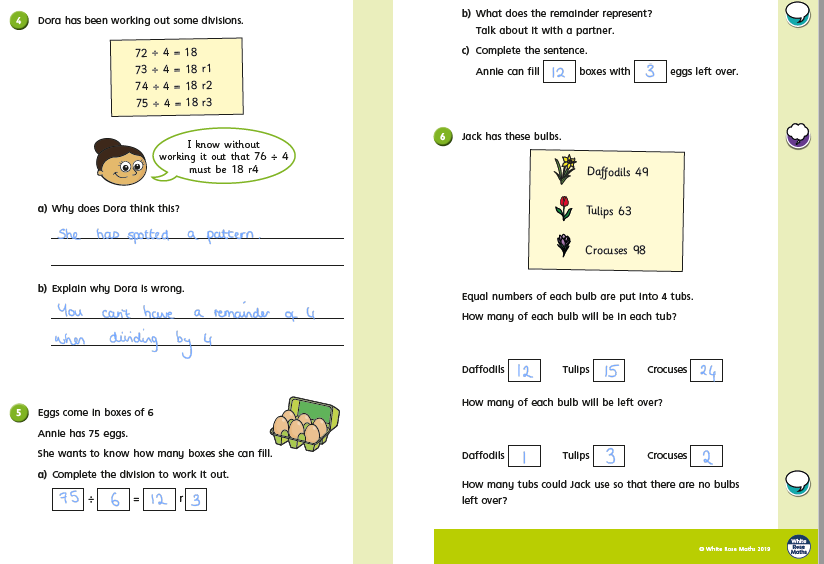 4 Dora has been working out some divisions.
72 ÷ 4 = 18
73 ÷ 4 = 18 r1
74 ÷ 4 = 18 r2
75 ÷ 4 = 18 r3
I know without
working it out that 76 ÷ 4
must be 18 r4
a) Why does Dora think this?
She has spotted a pattern.
b) Explain why Dora is wrong.
You can't have a remainder of 4
when dividing by 4
5 Eggs come in boxes of 6
Annie has 75 eggs.
She wants to know how many boxes she can fill.
a) Complete the division to work it out.
75 ÷ 6 = 12 r 3
b) What does the remainder represent?
Talk about it with a partner.
c) Complete the sentence.
Annie can fill 12 boxes with 3 eggs left over.
6 Jack has these bulbs.
Daffodils 49
Tulips 63
Crocuses 98
Equal numbers of each bulb are put into 4 tubs.
How many of each bulb will be in each tub?
Daffodils 12 Tulips 15 Crocuses 24
How many of each bulb will be left over?
Daffodils 1 Tulips 3 Crocuses 2
How many tubs could Jack use so that there are no bulbs
left over?
© White Rose Maths 2019
White
Rose
Maths